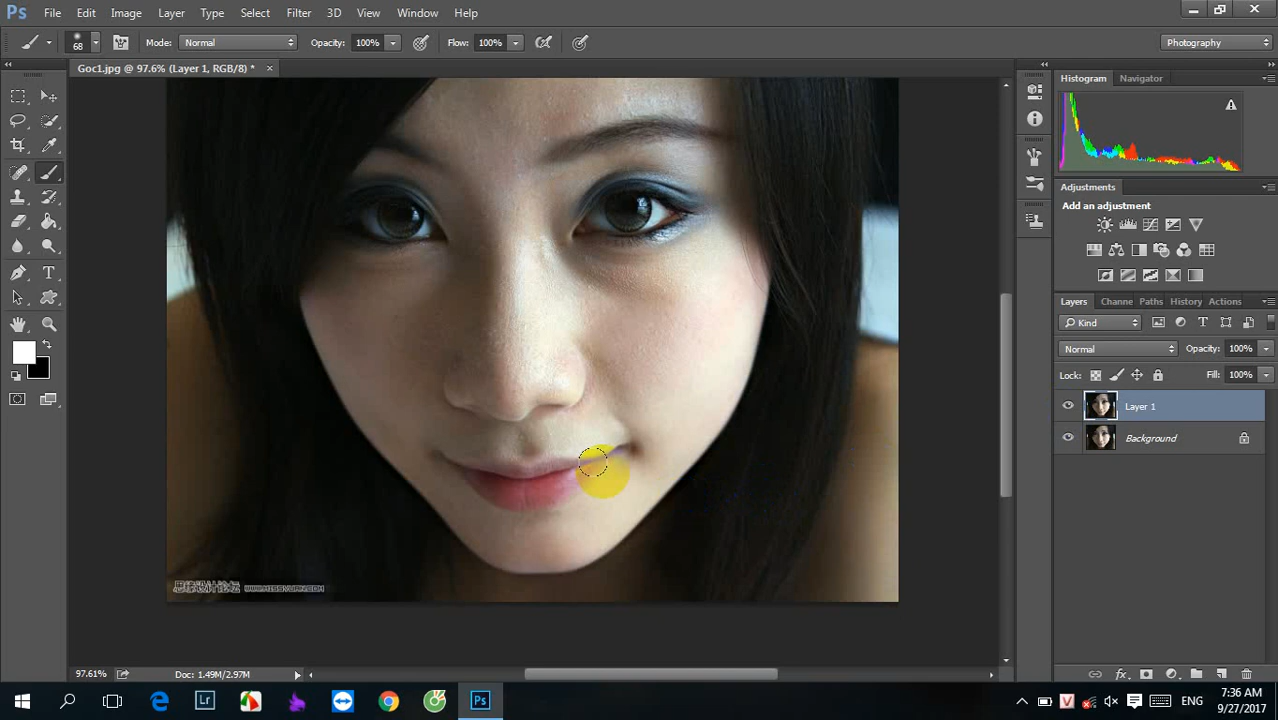 Ps File Edit Image Layer Type Select Filter 3D View Window Help
68 Mode: Normal Opacity: 100% Flow: 100% Photography
Goc1.jpg @ 97.6% (Layer 1, RGB/8) * ×
Histogram Navigator
Adjustments
Add an adjustment
Layers Channe Paths History Actions
Kind
Normal Opacity: 100%
Lock: Fill: 100%
Layer 1
Background
97.61% Doc: 1.49M/2.97M
Lr Ps V ENG 7:36 AM
9/27/2017